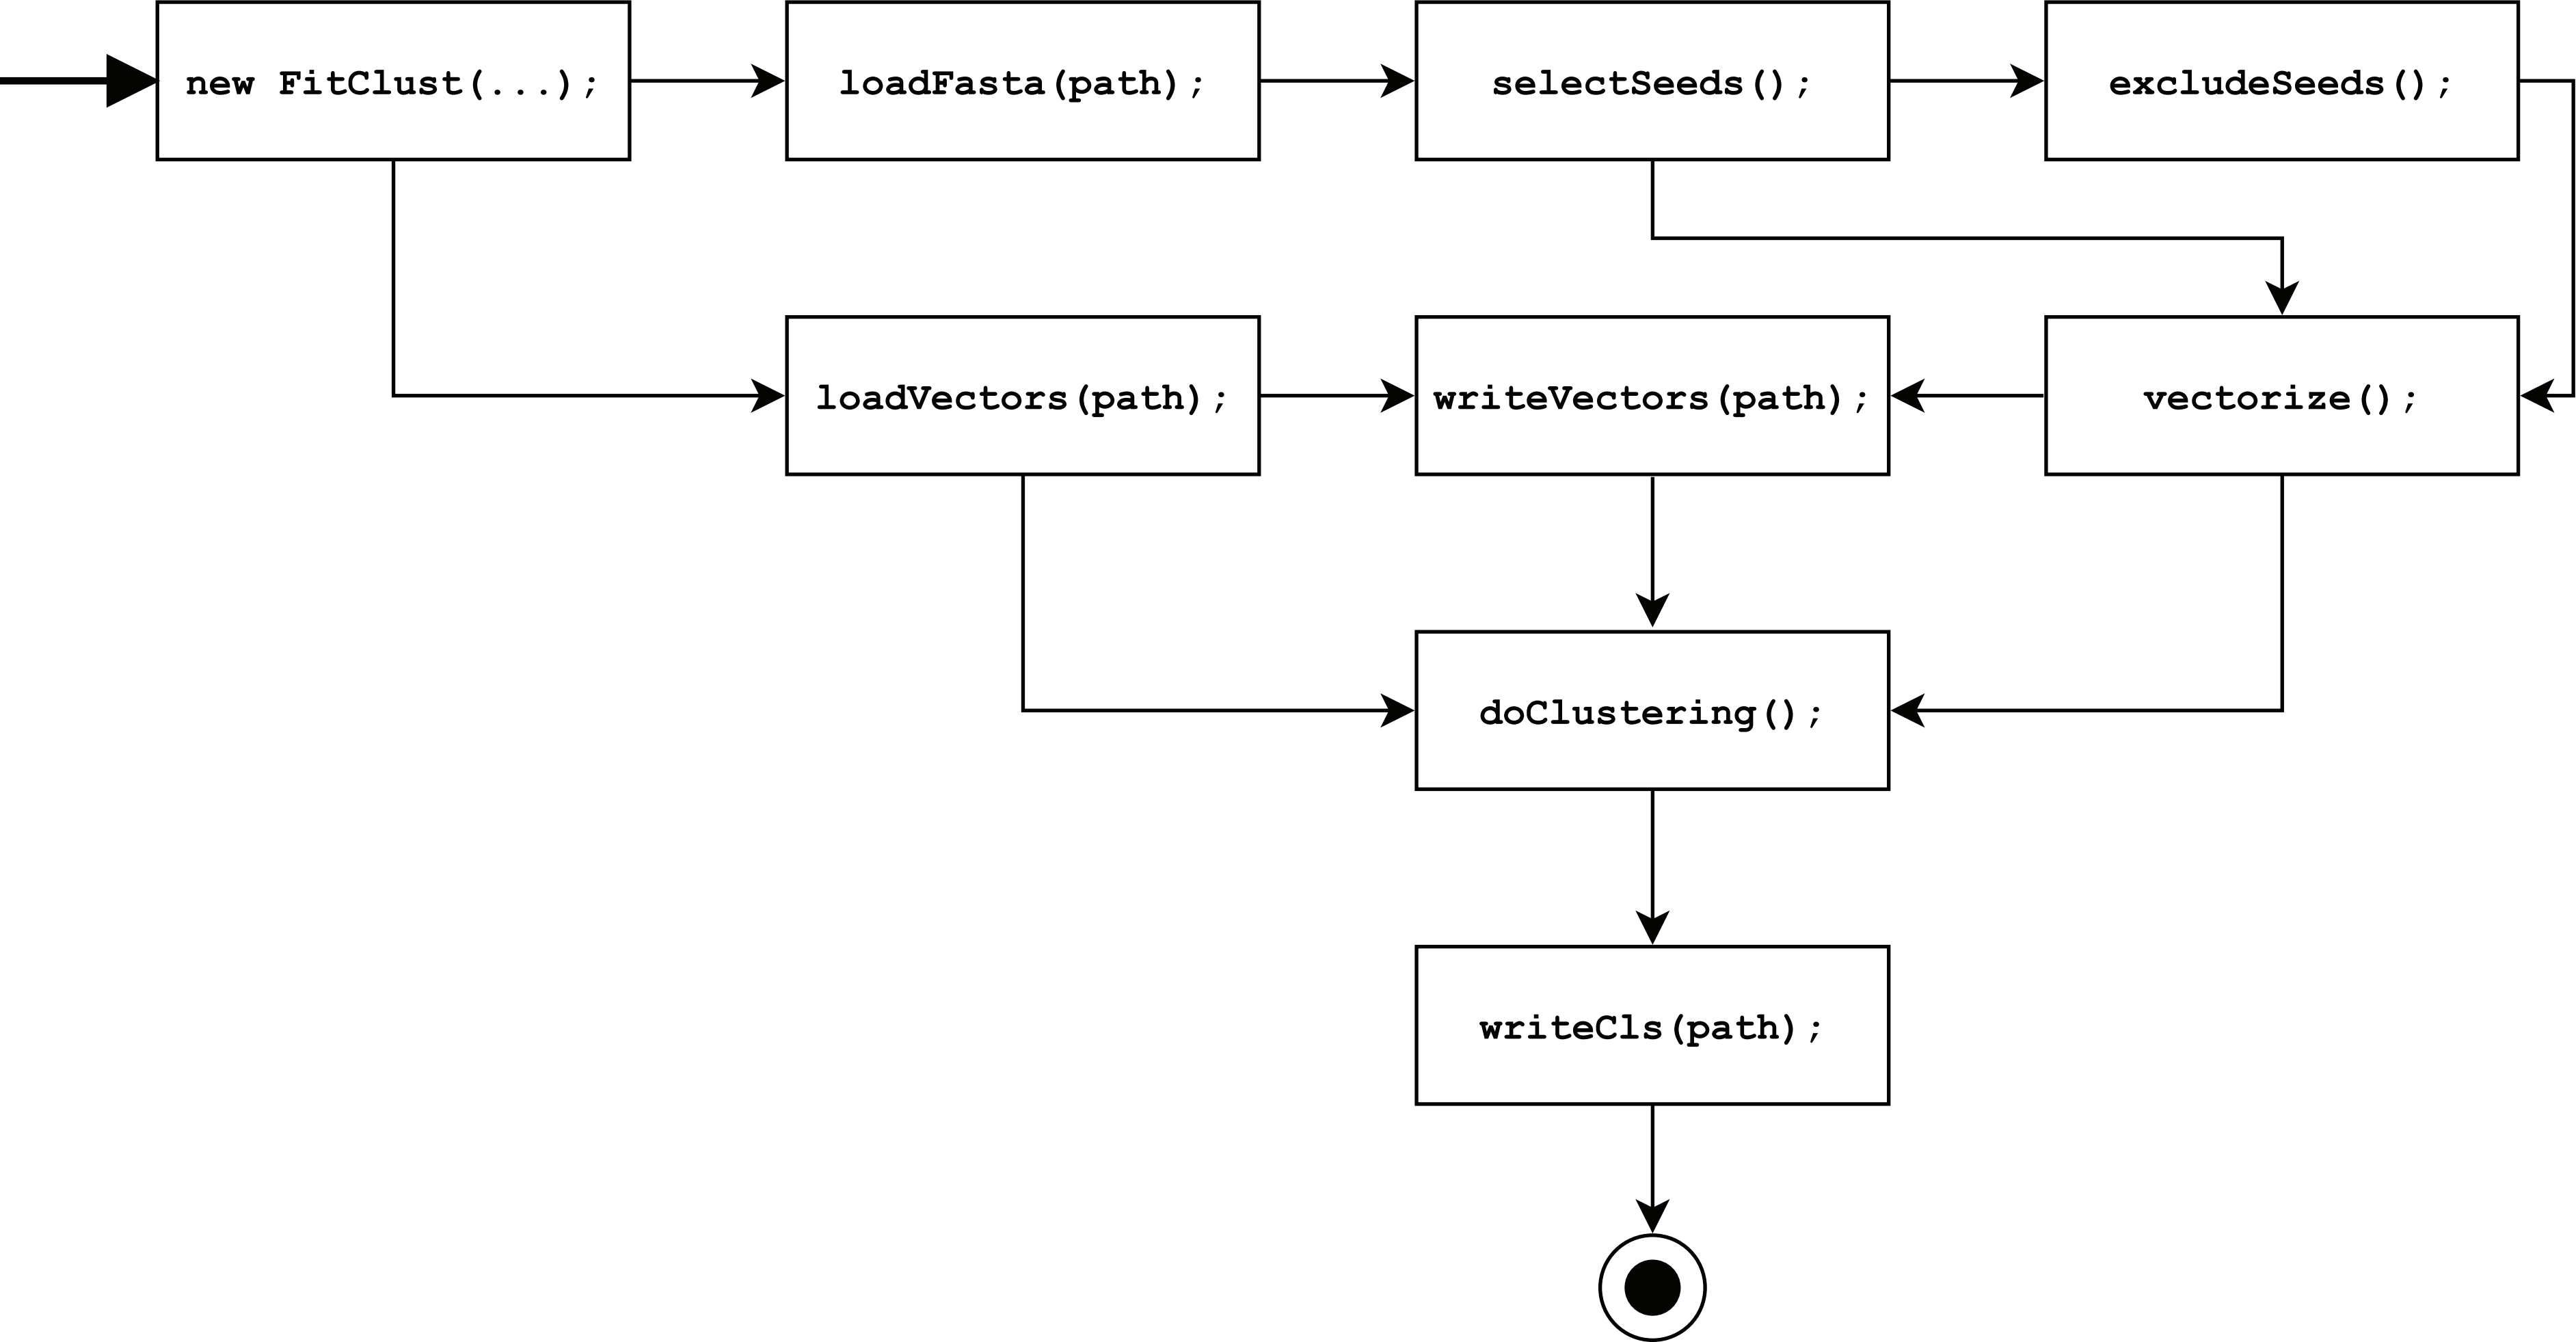 new FitClust(...);
loadFasta(path);
selectSeeds();
excludeSeeds();
loadVectors(path);
writeVectors(path);
vectorize();
doClustering();
writeCls(path);